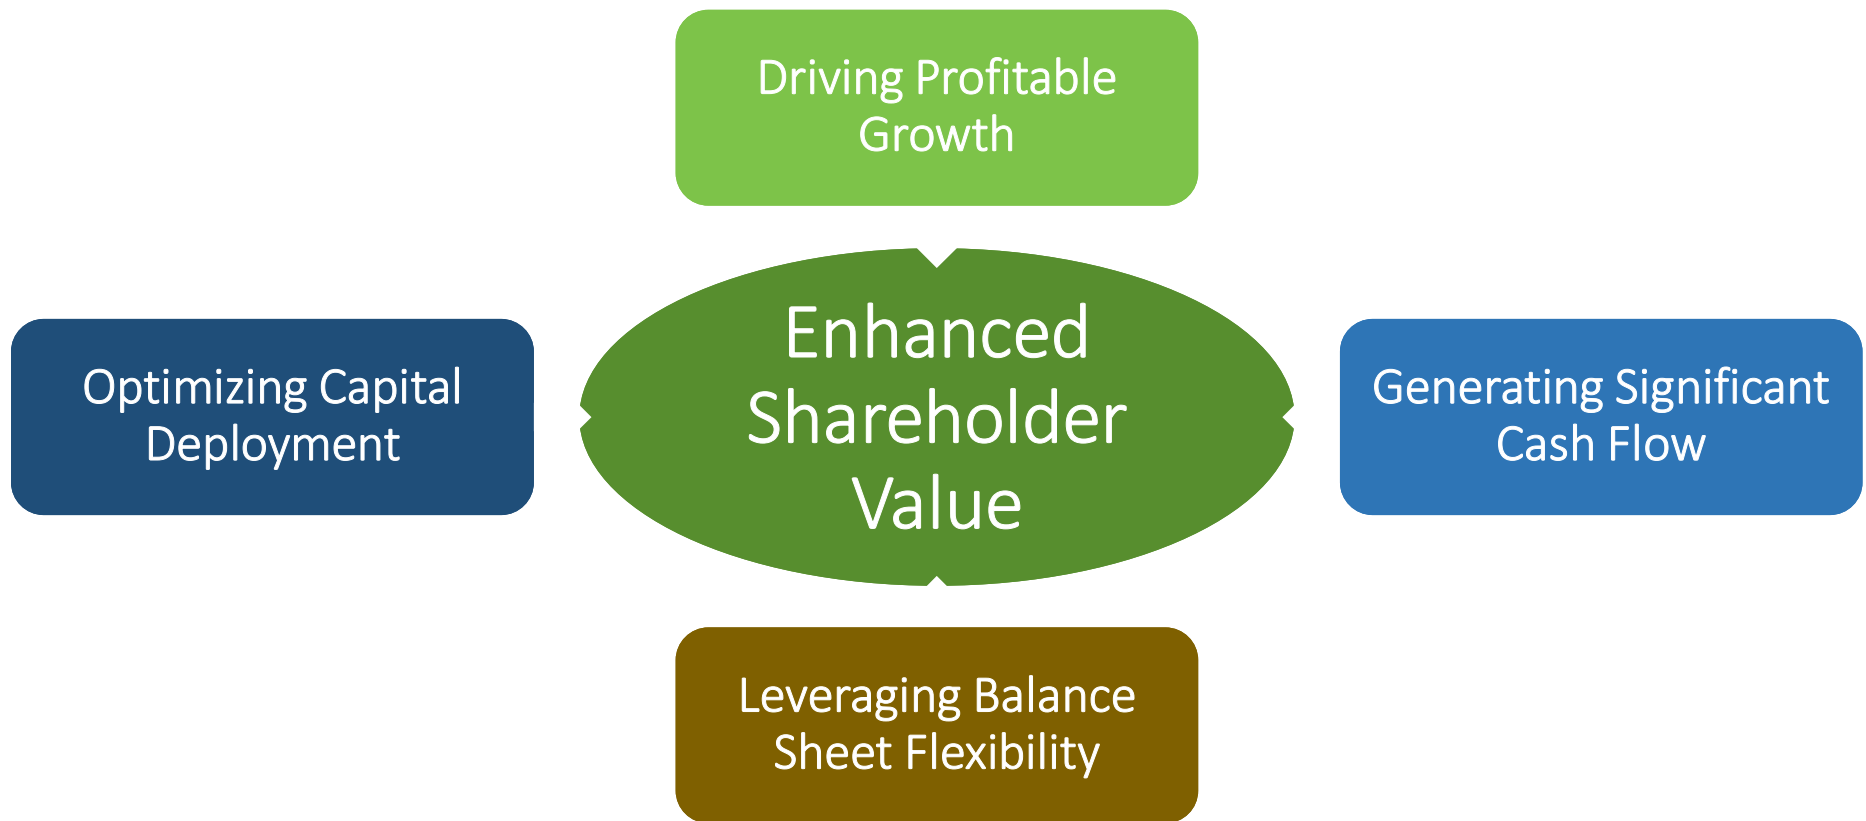 Driving Profitable
Growth
Enhanced
Shareholder
Value
Optimizing Capital
Deployment
Generating Significant
Cash Flow
Leveraging Balance
Sheet Flexibility